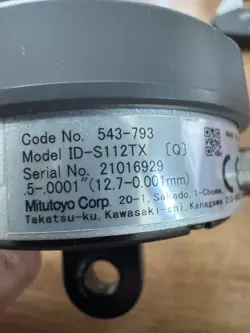 Code No. 543-793
Model ID-S112TX [Q]
Serial No. 21016929
.5-.0001"(12.7-0.001mm)
Mitutoyo Corp. 20-1, Sakado, 1-Chome,
Takatsu-ku, Kawasaki-shi, Kanagawa